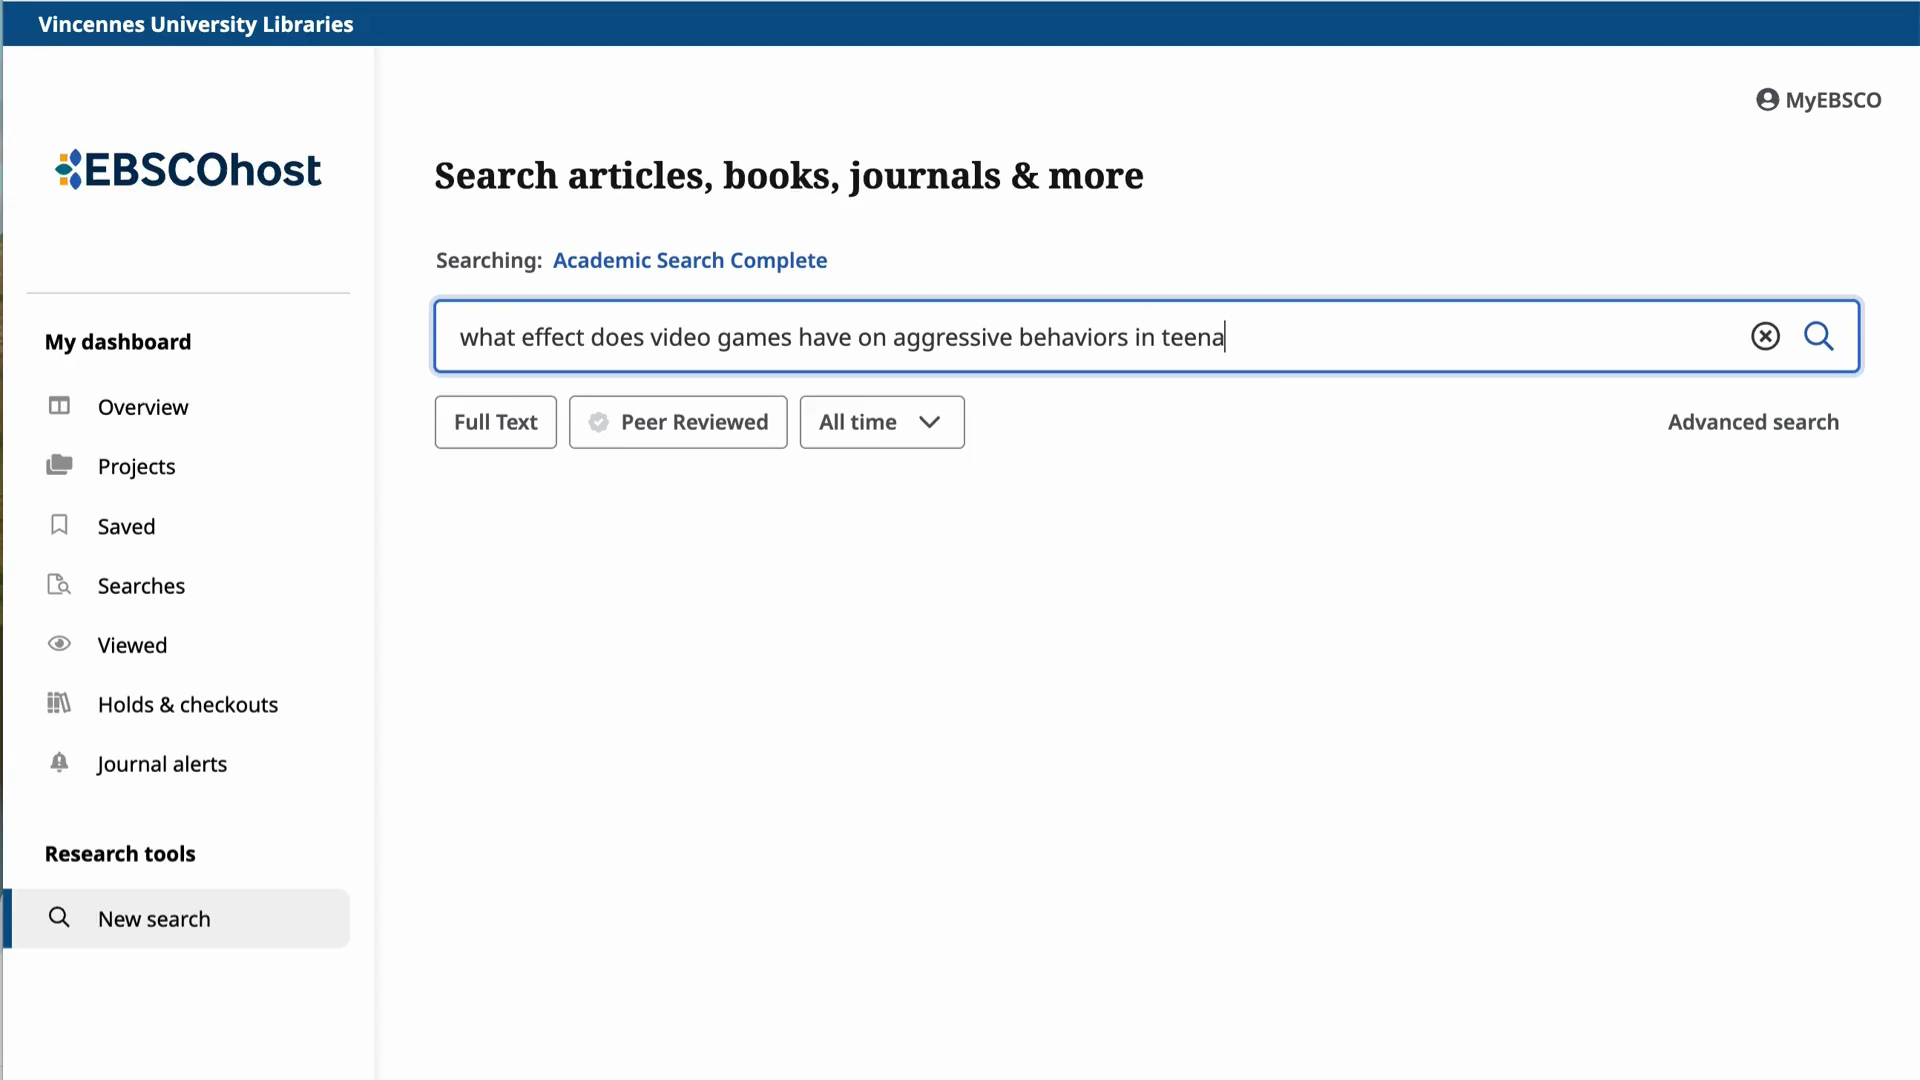 Vincennes University Libraries
MyEBSCO
EBSCOhost
Search articles, books, journals & more
Searching: Academic Search Complete
what effect does video games have on aggressive behaviors in teena
Full Text
Peer Reviewed
All time
Advanced search
My dashboard
Overview
Projects
Saved
Searches
Viewed
Holds & checkouts
Journal alerts
Research tools
New search